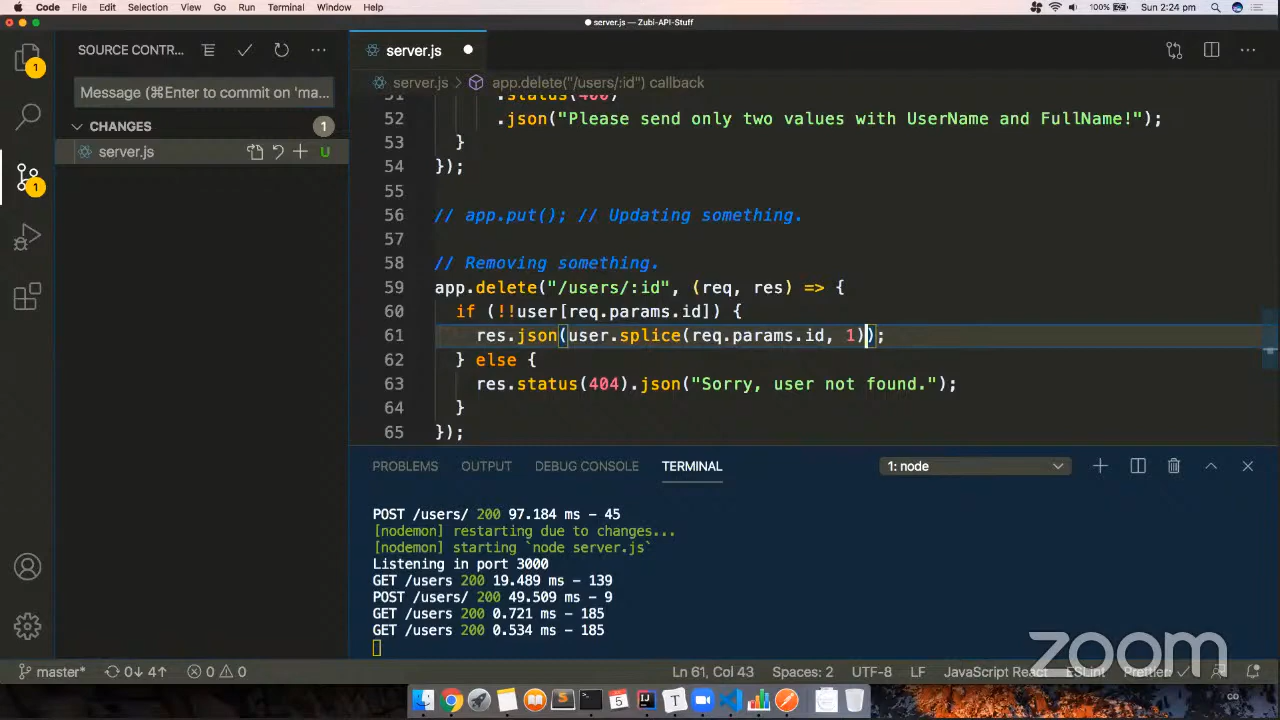 Code File Edit Selection View Go Run Terminal Window Help
100% Sun 2:24 pm
server.js — Zubi-API-Stuff
SOURCE CONTR...
server.js
Message (⌘Enter to commit on 'ma...
server.js > app.delete("/users/:id") callback
CHANGES 1
server.js U
1
1
51 .status(400)
52 .json("Please send only two values with UserName and FullName!");
53 }
54 });
55
56 // app.put(); // Updating something.
57
58 // Removing something.
59 app.delete("/users/:id", (req, res) => {
60 if (!!user[req.params.id]) {
61 res.json(user.splice(req.params.id, 1));
62 } else {
63 res.status(404).json("Sorry, user not found.");
64 }
65 });
PROBLEMS OUTPUT DEBUG CONSOLE TERMINAL 1: node
POST /users/ 200 97.184 ms - 45
[nodemon] restarting due to changes...
[nodemon] starting `node server.js`
Listening in port 3000
GET /users 200 19.489 ms - 139
POST /users/ 200 49.509 ms - 9
GET /users 200 0.721 ms - 185
GET /users 200 0.534 ms - 185
zoom
master* 0↓ 4↑ 0 0 Ln 61, Col 43 Spaces: 2 UTF-8 LF JavaScript React ESLint Prettier
5